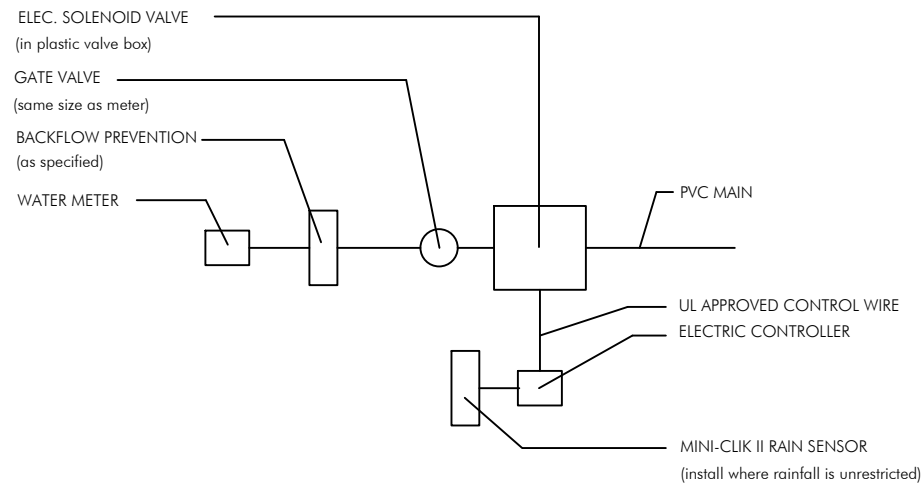 ELEC. SOLENOID VALVE
(in plastic valve box)
GATE VALVE
(same size as meter)
BACKFLOW PREVENTION
(as specified)
WATER METER
PVC MAIN
UL APPROVED CONTROL WIRE
ELECTRIC CONTROLLER
MINI-CLIK II RAIN SENSOR
(install where rainfall is unrestricted)